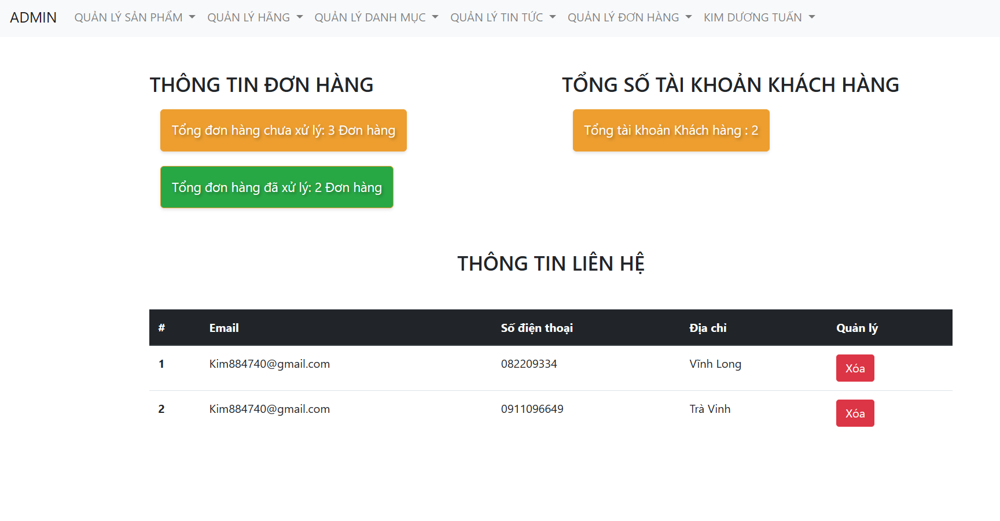 ADMIN QUẢN LÝ SẢN PHẨM QUẢN LÝ HÃNG QUẢN LÝ DANH MỤC QUẢN LÝ TIN TỨC QUẢN LÝ ĐƠN HÀNG KIM DƯƠNG TUẤN
THÔNG TIN ĐƠN HÀNG
Tổng đơn hàng chưa xử lý: 3 Đơn hàng
Tổng đơn hàng đã xử lý: 2 Đơn hàng
TỔNG SỐ TÀI KHOẢN KHÁCH HÀNG
Tổng tài khoản Khách hàng : 2
THÔNG TIN LIÊN HỆ
# Email Số điện thoại Địa chỉ Quản lý
1 Kim884740@gmail.com 082209334 Vĩnh Long Xóa
2 Kim884740@gmail.com 0911096649 Trà Vinh Xóa